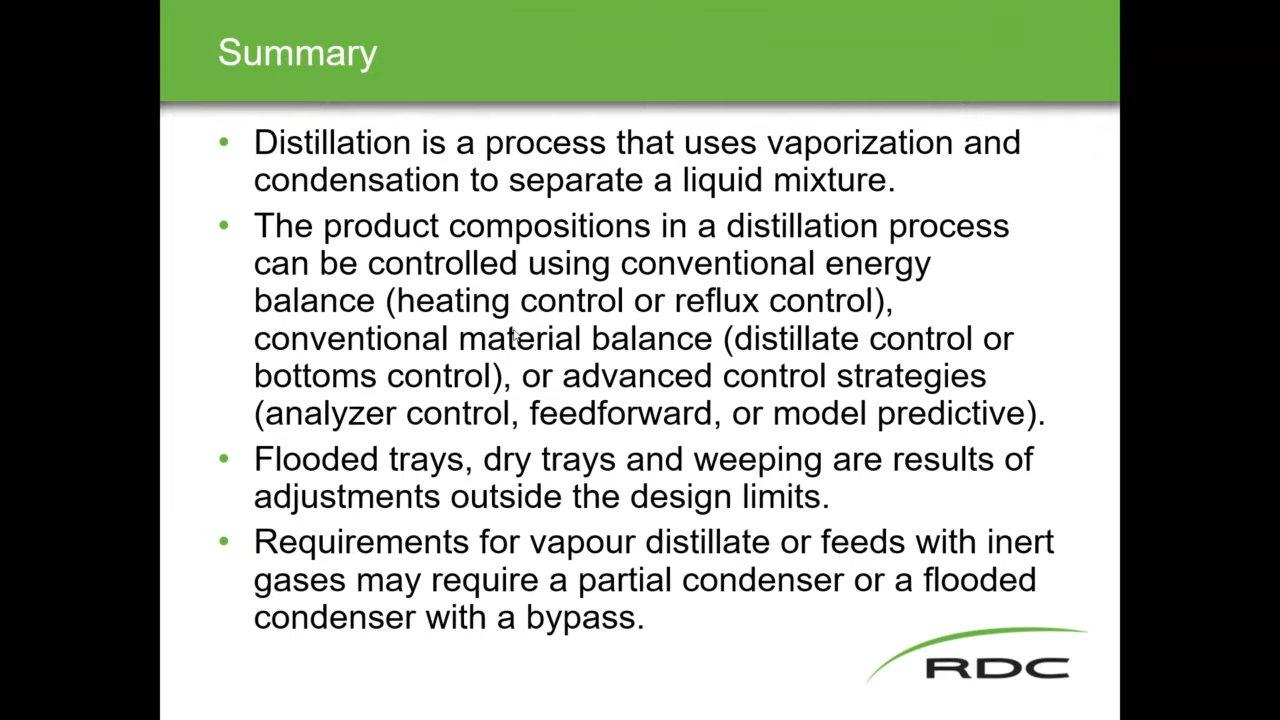 Summary
• Distillation is a process that uses vaporization and
condensation to separate a liquid mixture.
• The product compositions in a distillation process
can be controlled using conventional energy
balance (heating control or reflux control),
conventional material balance (distillate control or
bottoms control), or advanced control strategies
(analyzer control, feedforward, or model predictive).
• Flooded trays, dry trays and weeping are results of
adjustments outside the design limits.
• Requirements for vapour distillate or feeds with inert
gases may require a partial condenser or a flooded
condenser with a bypass.
RDC